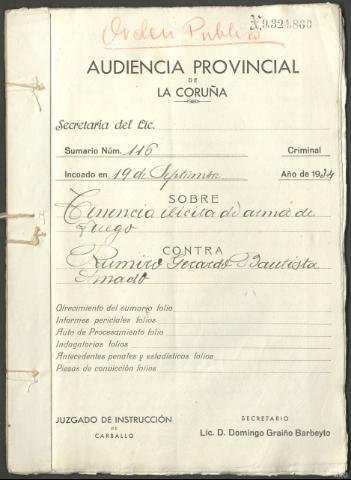 Orden Publico
N.9.324.860
AUDIENCIA PROVINCIAL
DE
LA CORUÑA
Secretaría del Lic.
Sumario Núm. 116 Criminal
Incoado en 19 de Septiembre Año de 1934
SOBRE
Tenencia ilicita de arma de
fuego
CONTRA
Ramiro Gerardo Bautista
Amado
Ofrecimiento del sumario folio
Informes periciales folios
Auto de Procesamiento folio
Indagatorias folios
Antecedentes penales y estadísticos folios
Piezas de convicción folios
JUZGADO DE INSTRUCCIÓN
DE
CARBALLO
SECRETARIO
Lic. D. Domingo Graiño Barbeyto